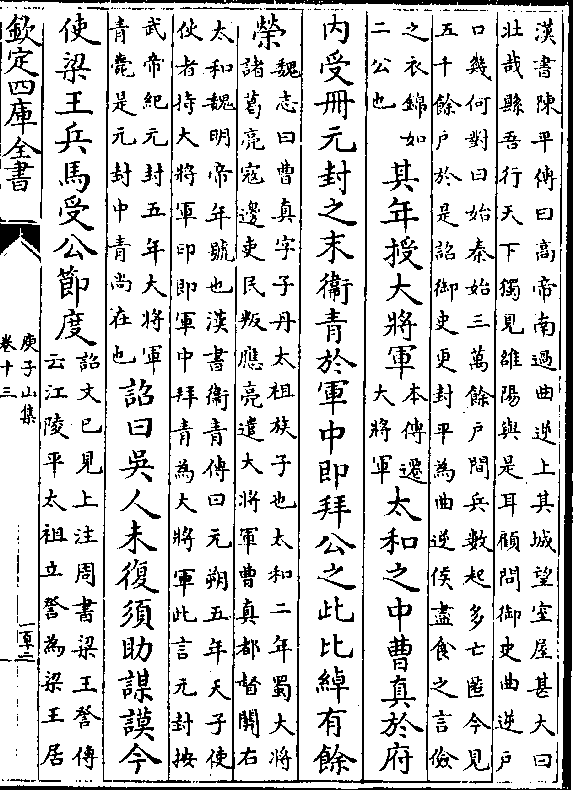 漢書陳平傳曰高帝南過曲逆上其城望室屋甚大曰
壯哉縣吾行天下獨見雒陽與是耳顧問御史曲逆戶
口幾何對曰始秦始三萬餘戶間兵數起多亡匿今見
五千餘戶於是詔御史更封平為曲逆侯盡食之言儉
之衣錦如
二公也
其年授大將軍
本傳遷
大將軍
太和之中曹真於府
内受冊元封之末衞青於軍中即拜公之此比綽有餘
榮
魏志曰曹真字子丹太祖族子也太和二年蜀大將
諸葛亮寇邊吏民叛應亮遣大將軍曹真都督關右
太和魏明帝年號也漢書衞青傳曰元朔五年天子使
伙者持大將軍印即軍中拜青為大將軍此言元封按
武帝紀元封五年大將軍
青薨是元封中青尚在也
詔曰吳人未復須助謀謨今
使梁王兵馬受公節度
詔文已見上注周書梁王詧傳
云江陵平太祖立詧為梁王居
欽定四庫全書
庾子山集
卷十三